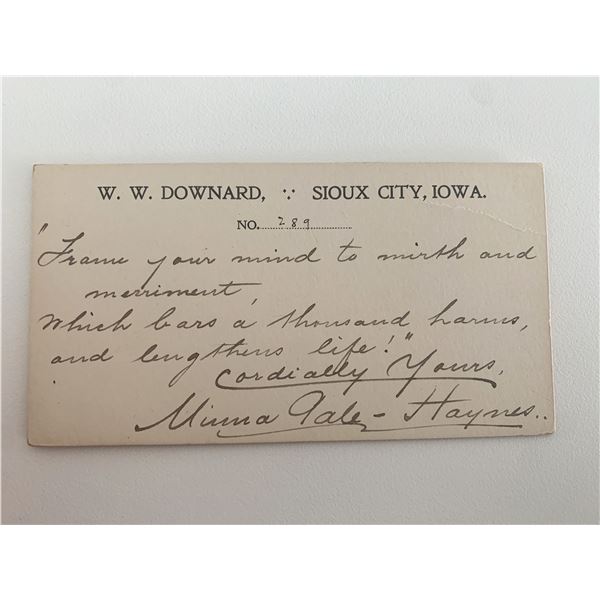 W. W. DOWNARD, ∵ SIOUX CITY, IOWA.
NO. 289
"Frame your mind to mirth and
merriment,
which bars a thousand harms,
and lengthens life!"
Cordially Yours,
Minna Gale - Haynes..